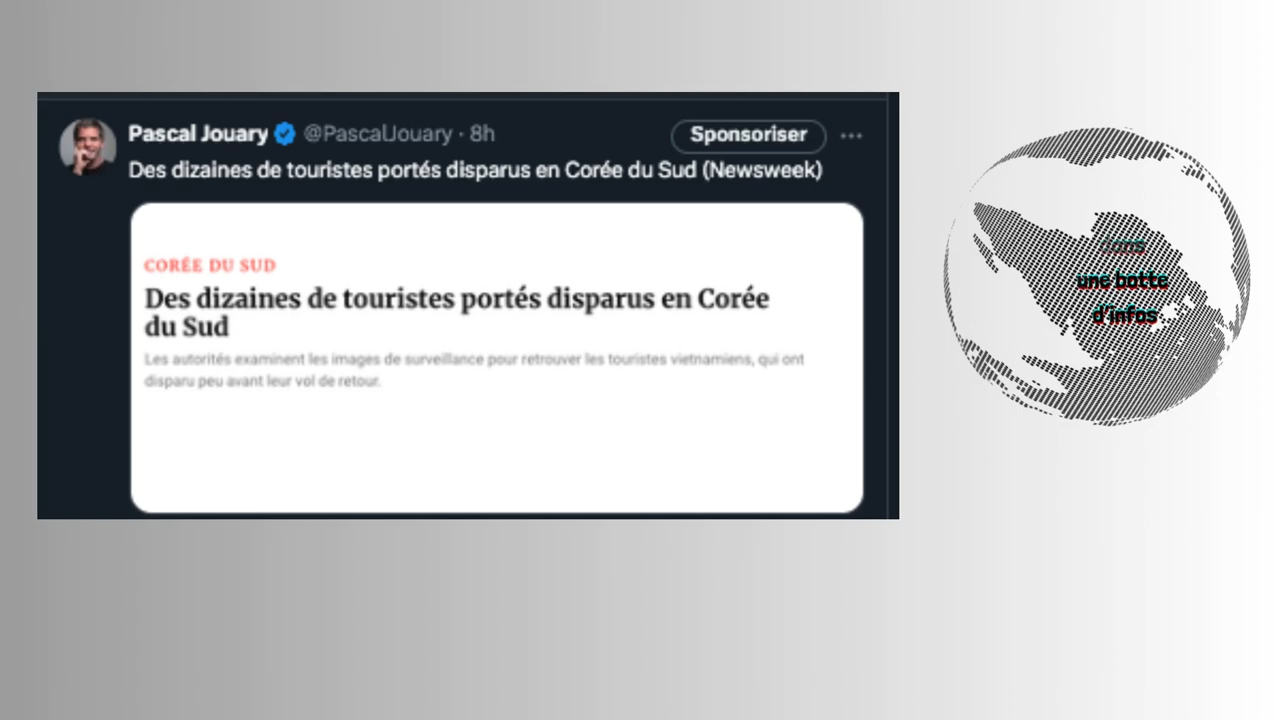 Pascal Jouary @PascalJouary · 8h Sponsoriser ...
Des dizaines de touristes portés disparus en Corée du Sud (Newsweek)
CORÉE DU SUD
Des dizaines de touristes portés disparus en Corée
du Sud
Les autorités examinent les images de surveillance pour retrouver les touristes vietnamiens, qui ont
disparu peu avant leur vol de retour.
Dans
une botte
d'infos